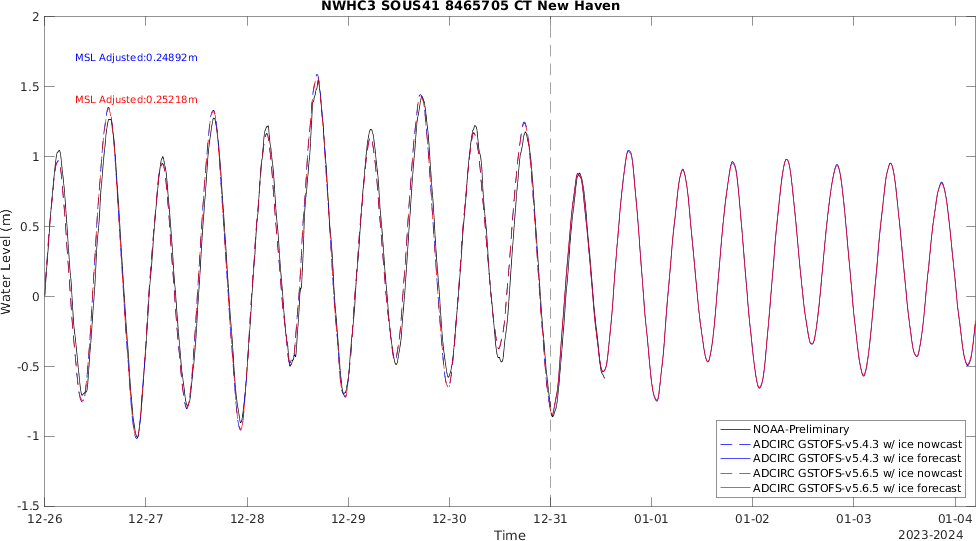 NWHC3 SOUS41 8465705 CT New Haven
2
MSL Adjusted:0.24892m
1.5
MSL Adjusted:0.25218m
1
0.5
0
-0.5
-1
-1.5
Water Level (m)
NOAA-Preliminary
ADCIRC GSTOFS-v5.4.3 w/ ice nowcast
ADCIRC GSTOFS-v5.4.3 w/ ice forecast
ADCIRC GSTOFS-v5.6.5 w/ ice nowcast
ADCIRC GSTOFS-v5.6.5 w/ ice forecast
12-26 12-27 12-28 12-29 12-30 12-31 01-01 01-02 01-03 01-04
Time
2023-2024